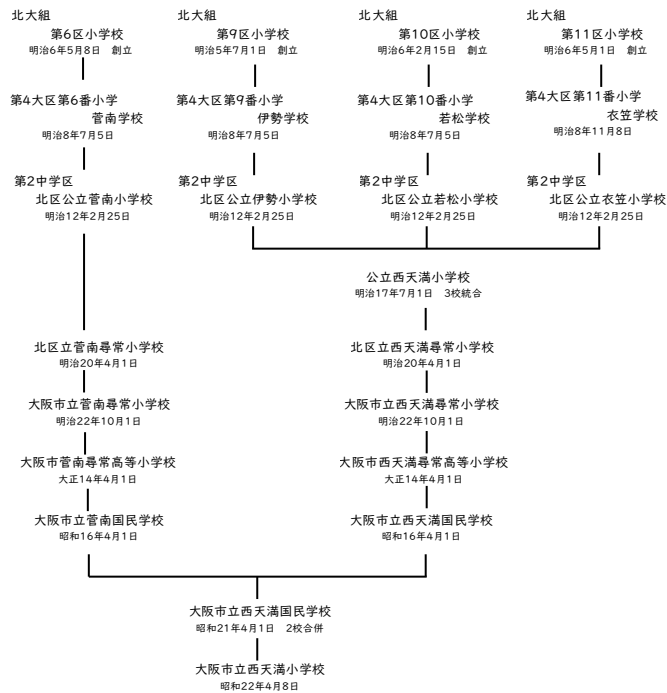 北大組
第6区小学校
明治6年5月8日　創立
北大組
第9区小学校
明治5年7月1日　創立
北大組
第10区小学校
明治6年2月15日　創立
北大組
第11区小学校
明治6年5月1日　創立
第4大区第6番小学
菅南学校
明治8年7月5日
第4大区第9番小学
伊勢学校
明治8年7月5日
第4大区第10番小学
若松学校
明治8年7月5日
第4大区第11番小学
衣笠学校
明治8年11月8日
第2中学区
北区公立菅南小学校
明治12年2月25日
第2中学区
北区公立伊勢小学校
明治12年2月25日
第2中学区
北区公立若松小学校
明治12年2月25日
第2中学区
北区公立衣笠小学校
明治12年2月25日
公立西天満小学校
明治17年7月1日　3校統合
北区立菅南尋常小学校
明治20年4月1日
北区立西天満尋常小学校
明治20年4月1日
大阪市立菅南尋常小学校
明治22年10月1日
大阪市立西天満尋常小学校
明治22年10月1日
大阪市菅南尋常高等小学校
大正14年4月1日
大阪市西天満尋常高等小学校
大正14年4月1日
大阪市立菅南国民学校
昭和16年4月1日
大阪市立西天満国民学校
昭和16年4月1日
大阪市立西天満国民学校
昭和21年4月1日　2校合併
大阪市立西天満小学校
昭和22年4月8日